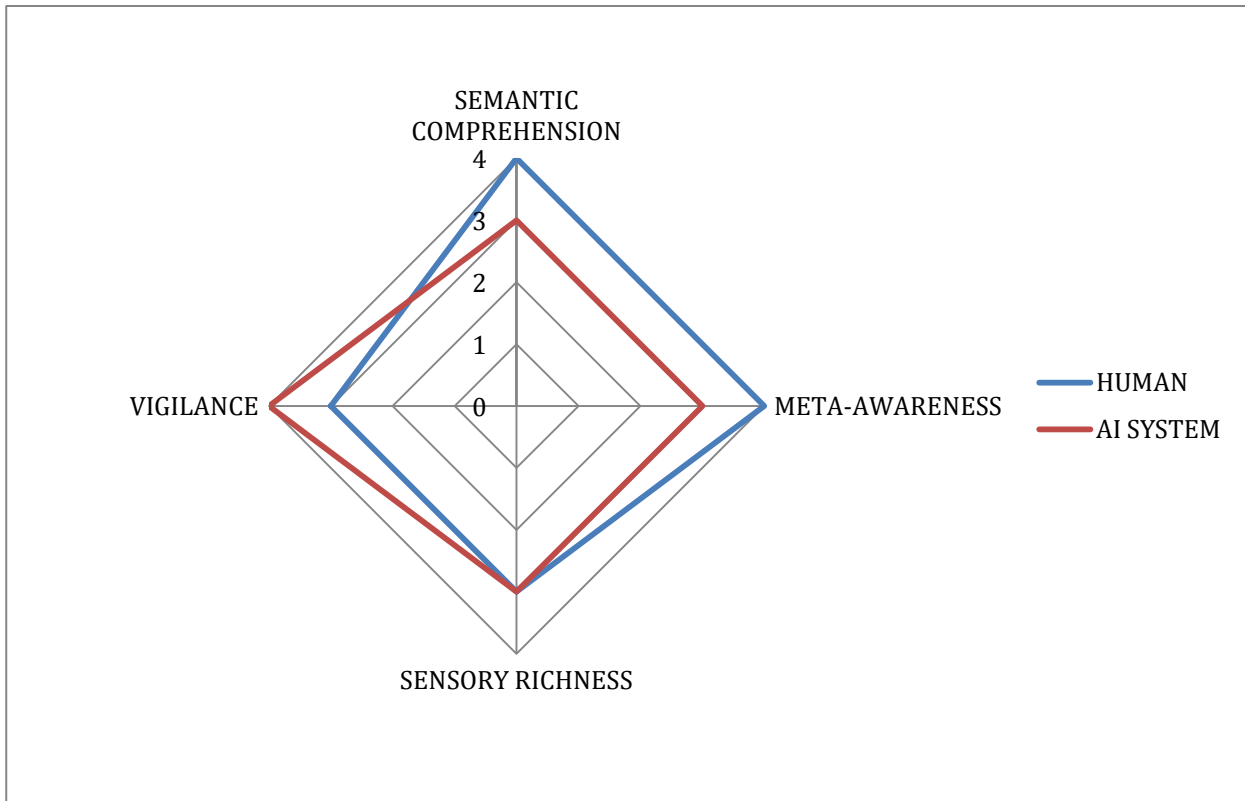 SEMANTIC
COMPREHENSION
4
3
2
1
0
VIGILANCE
META-AWARENESS
SENSORY RICHNESS
HUMAN
AI SYSTEM